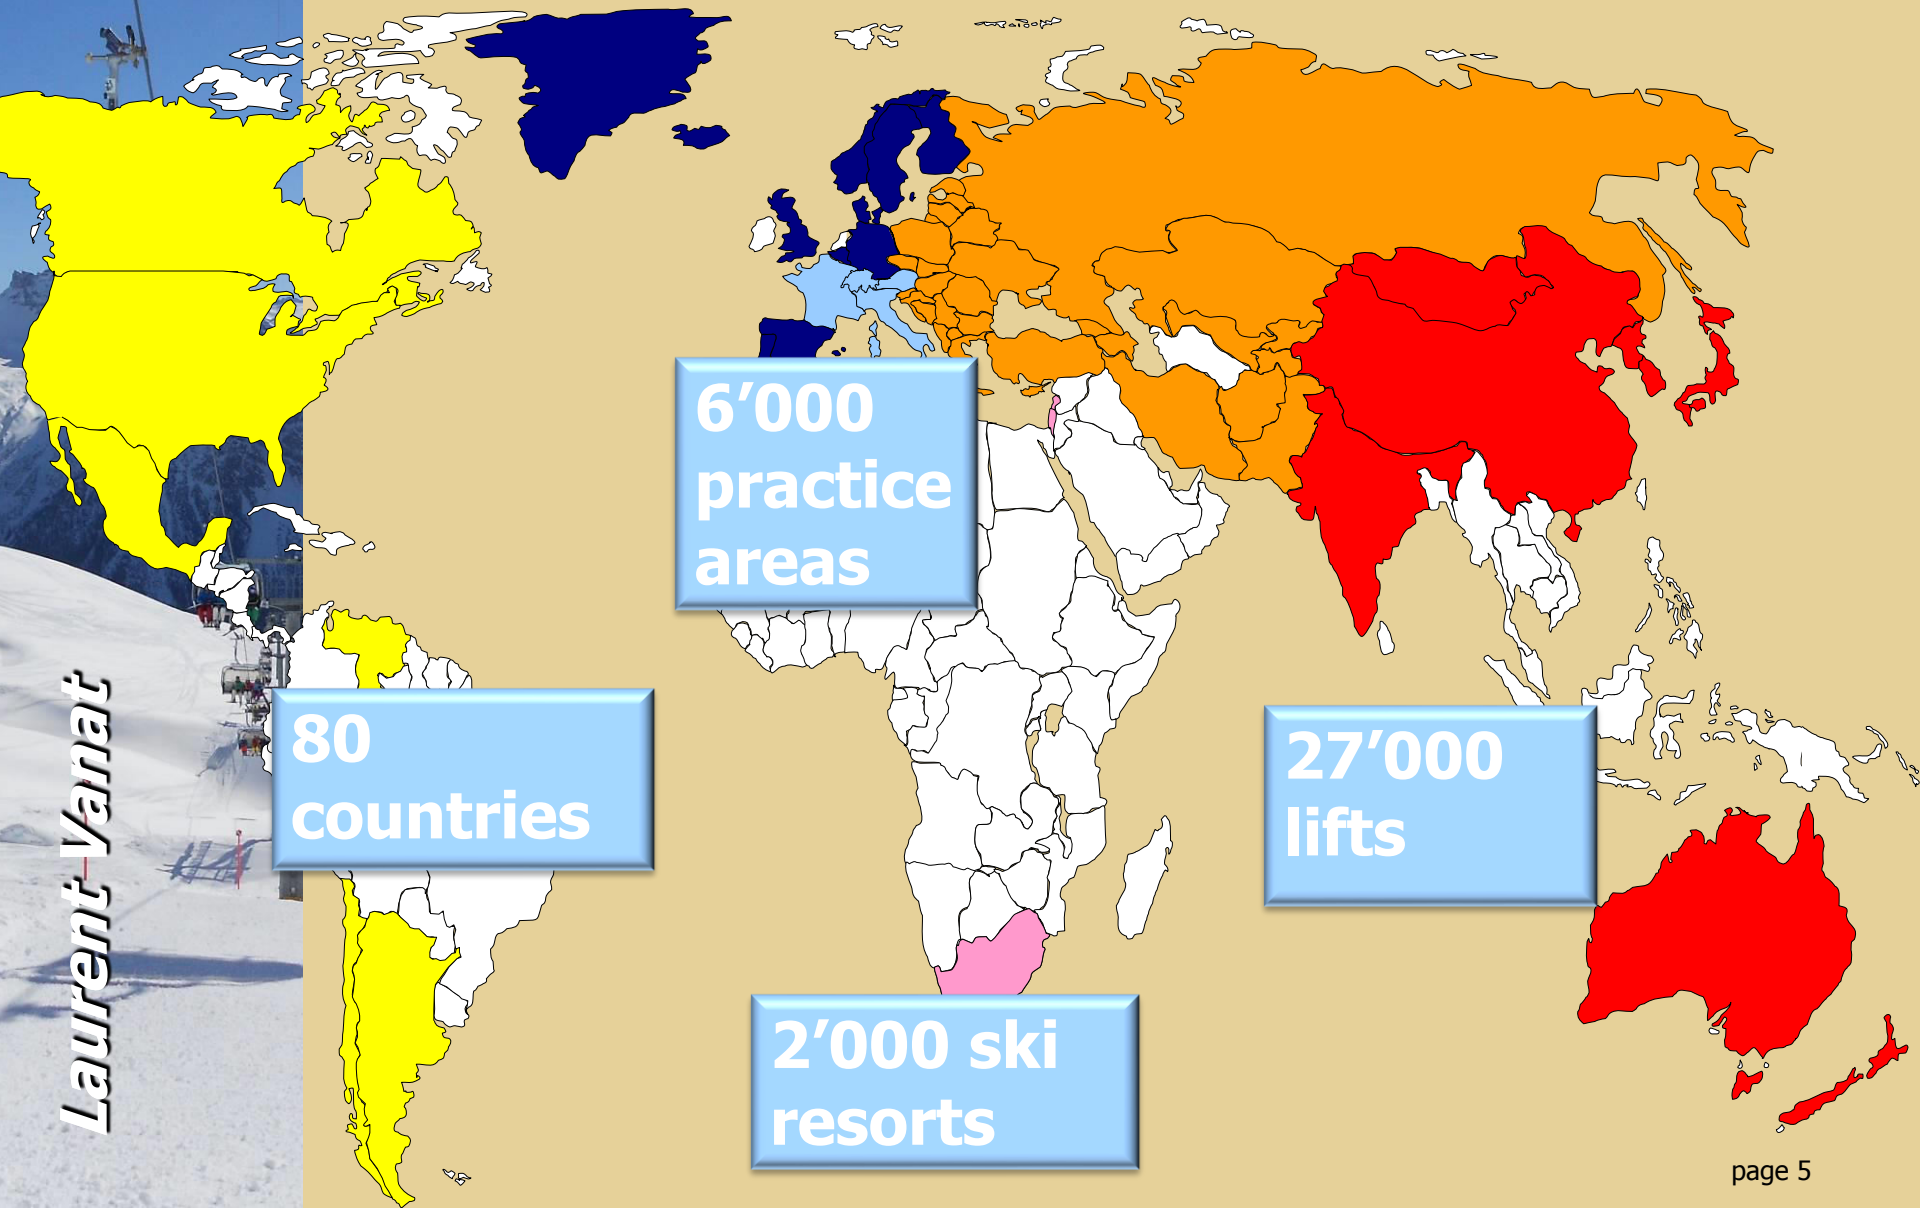 6’000
practice
areas
80
countries
27’000
lifts
2’000 ski
resorts
Laurent Vanat
page 5